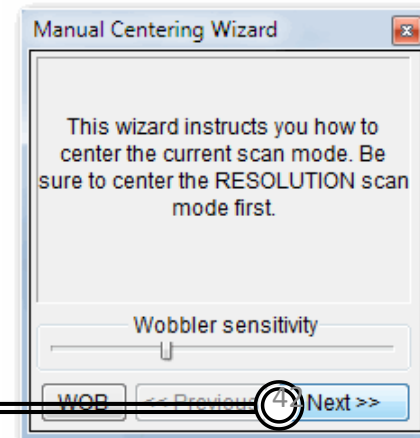 Manual Centering Wizard
This wizard instructs you how to
center the current scan mode. Be
sure to center the RESOLUTION scan
mode first.
Wobbler sensitivity
WOB << Previous 42 Next >>